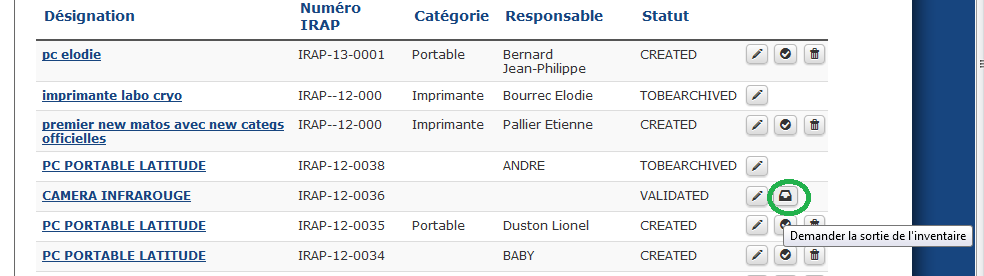 Désignation Numéro IRAP Catégorie Responsable Statut
pc elodie IRAP-13-0001 Portable Bernard Jean-Philippe CREATED
imprimante labo cryo IRAP--12-000 Imprimante Bourrec Elodie TOBEARCHIVED
premier new matos avec new categs officielles IRAP--12-000 Imprimante Pallier Etienne CREATED
PC PORTABLE LATITUDE IRAP-12-0038 ANDRE TOBEARCHIVED
CAMERA INFRAROUGE IRAP-12-0036 VALIDATED
PC PORTABLE LATITUDE IRAP-12-0035 Portable Duston Lionel CREATED
Demander la sortie de l'inventaire
PC PORTABLE LATITUDE IRAP-12-0034 BABY CREATED